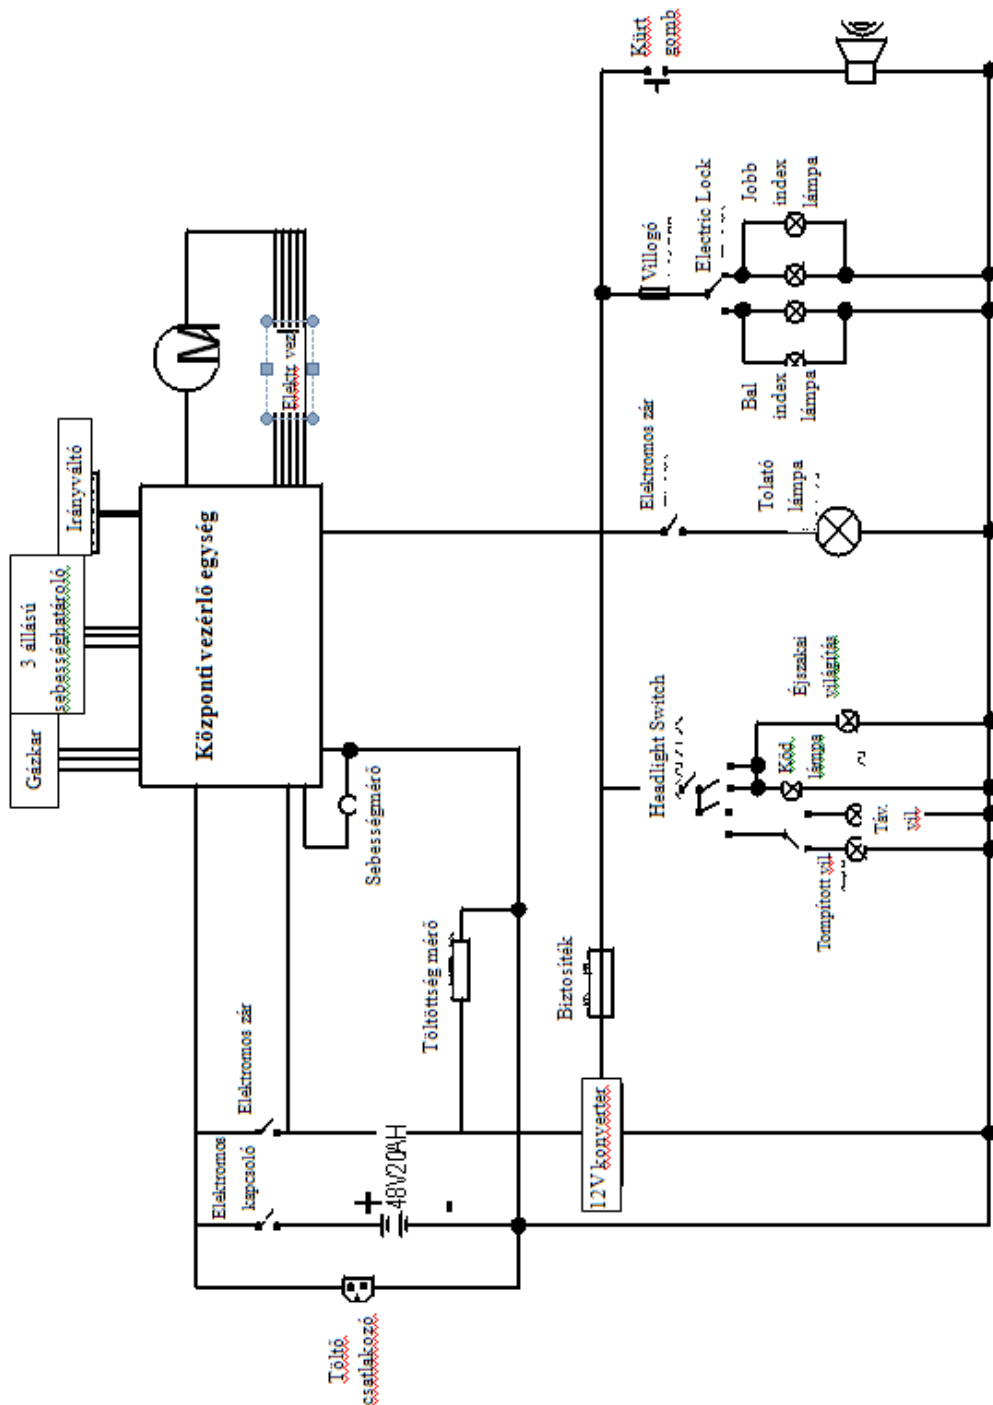 Töltő
csatlakozó
Elektromos
kapcsoló
Elektromos zár
+
48V20AH
-
Töltöttség mérő
Sebességmérő
Gázkar
3 állású
sebességhatároló
Irányváltó
Központi vezérlő egység
M
Elektr vez
12V konverter
Biztosíték
Headlight Switch
Tompított vil
Táv.
vil.
Köd
lámpa
Éjszakai
világítás
Elektromos zár
Tolató
lámpa
Villogó
Electric Lock
Bal
index
lámpa
Jobb
index
lámpa
Kürt
gomb